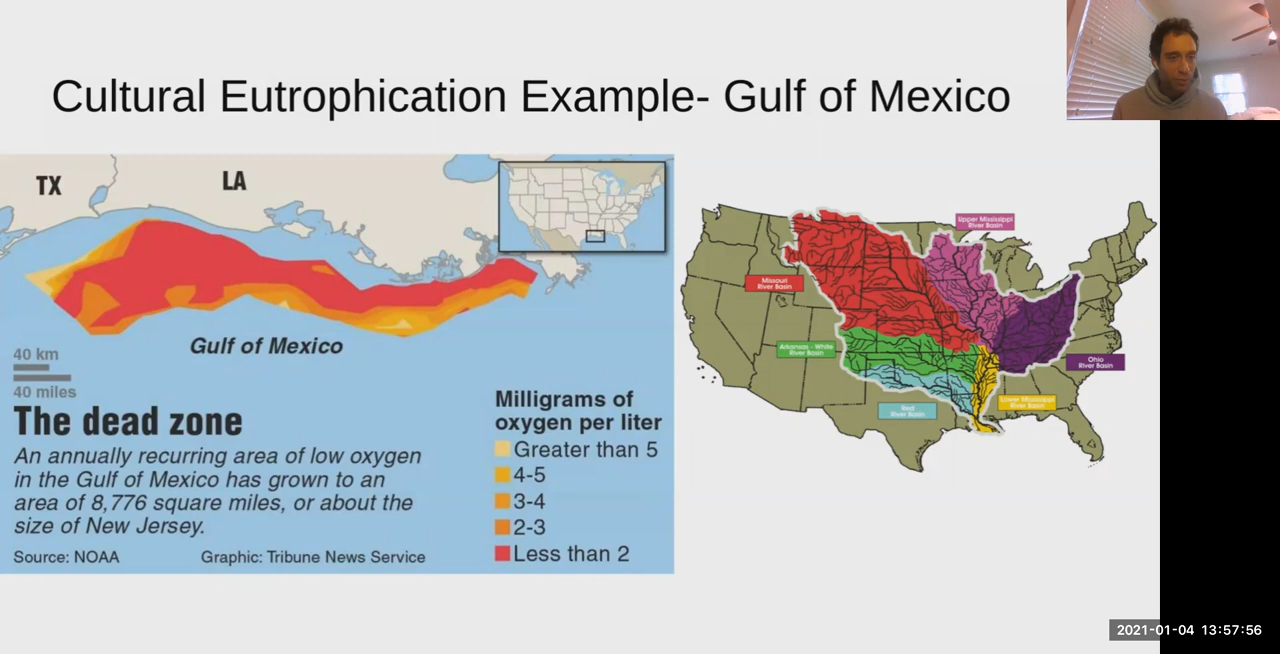 Cultural Eutrophication Example- Gulf of Mexico
TX
LA
Gulf of Mexico
40 km
40 miles
The dead zone
An annually recurring area of low oxygen
in the Gulf of Mexico has grown to an
area of 8,776 square miles, or about the
size of New Jersey.
Source: NOAA
Graphic: Tribune News Service
Milligrams of
oxygen per liter
Greater than 5
4-5
3-4
2-3
Less than 2
Upper Mississippi
River Basin
Missouri
River Basin
Arkansas - White
River Basin
Ohio
River Basin
Red
River Basin
Lower Mississippi
River Basin
2021-01-04 13:57:56